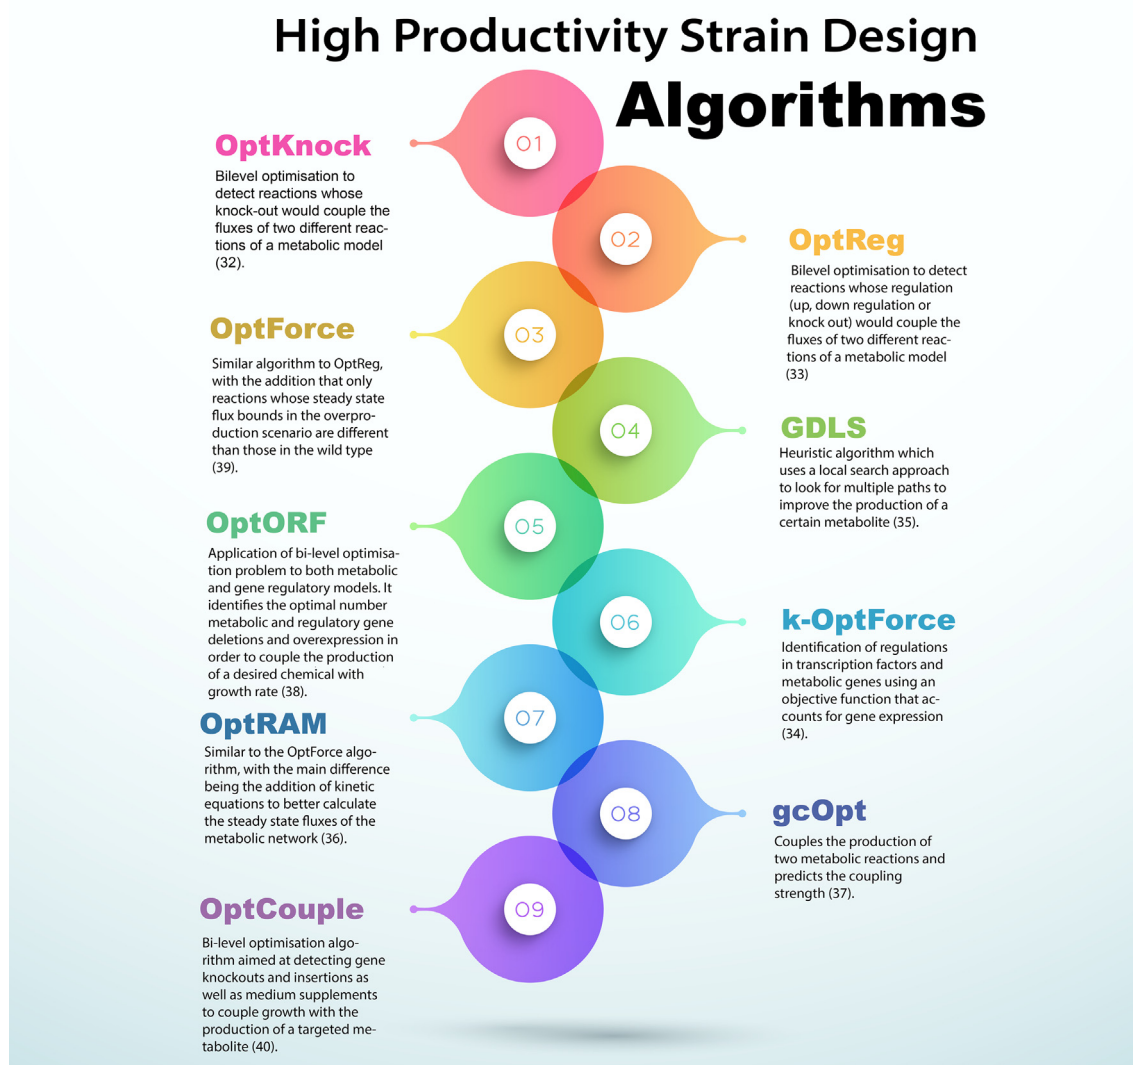 High Productivity Strain Design
Algorithms
01
OptKnock
Bilevel optimisation to
detect reactions whose
knock-out would couple the
fluxes of two different reac-
tions of a metabolic model
(32).
02
OptReg
Bilevel optimisation to detect
reactions whose regulation
(up, down regulation or
knock out) would couple the
fluxes of two different reac-
tions of a metabolic model
(33)
03
OptForce
Similar algorithm to OptReg,
with the addition that only
reactions whose steady state
flux bounds in the overpro-
duction scenario are different
than those in the wild type
(39).
04
GDLS
Heuristic algorithm which
uses a local search approach
to look for multiple paths to
improve the production of a
certain metabolite (35).
05
OptORF
Application of bi-level optimisa-
tion problem to both metabolic
and gene regulatory models. It
identifies the optimal number
metabolic and regulatory gene
deletions and overexpression in
order to couple the production
of a desired chemical with
growth rate (38).
06
k-OptForce
Identification of regulations
in transcription factors and
metabolic genes using an
objective function that ac-
counts for gene expression
(34).
07
OptRAM
Similar to the OptForce algo-
rithm, with the main difference
being the addition of kinetic
equations to better calculate
the steady state fluxes of the
metabolic network (36).
08
gcOpt
Couples the production of
two metabolic reactions and
predicts the coupling
strength (37).
09
OptCouple
Bi-level optimisation algo-
rithm aimed at detecting gene
knockouts and insertions as
well as medium supplements
to couple growth with the
production of a targeted me-
tabolite (40).